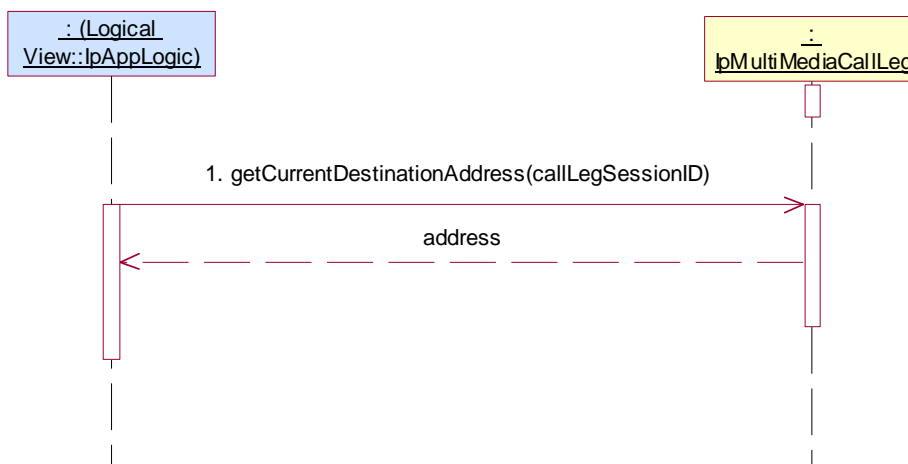 : (Logical
View::IpAppLogic)
:
IpMultiMediaCallLeg
1. getCurrentDestinationAddress(callLegSessionID)
address